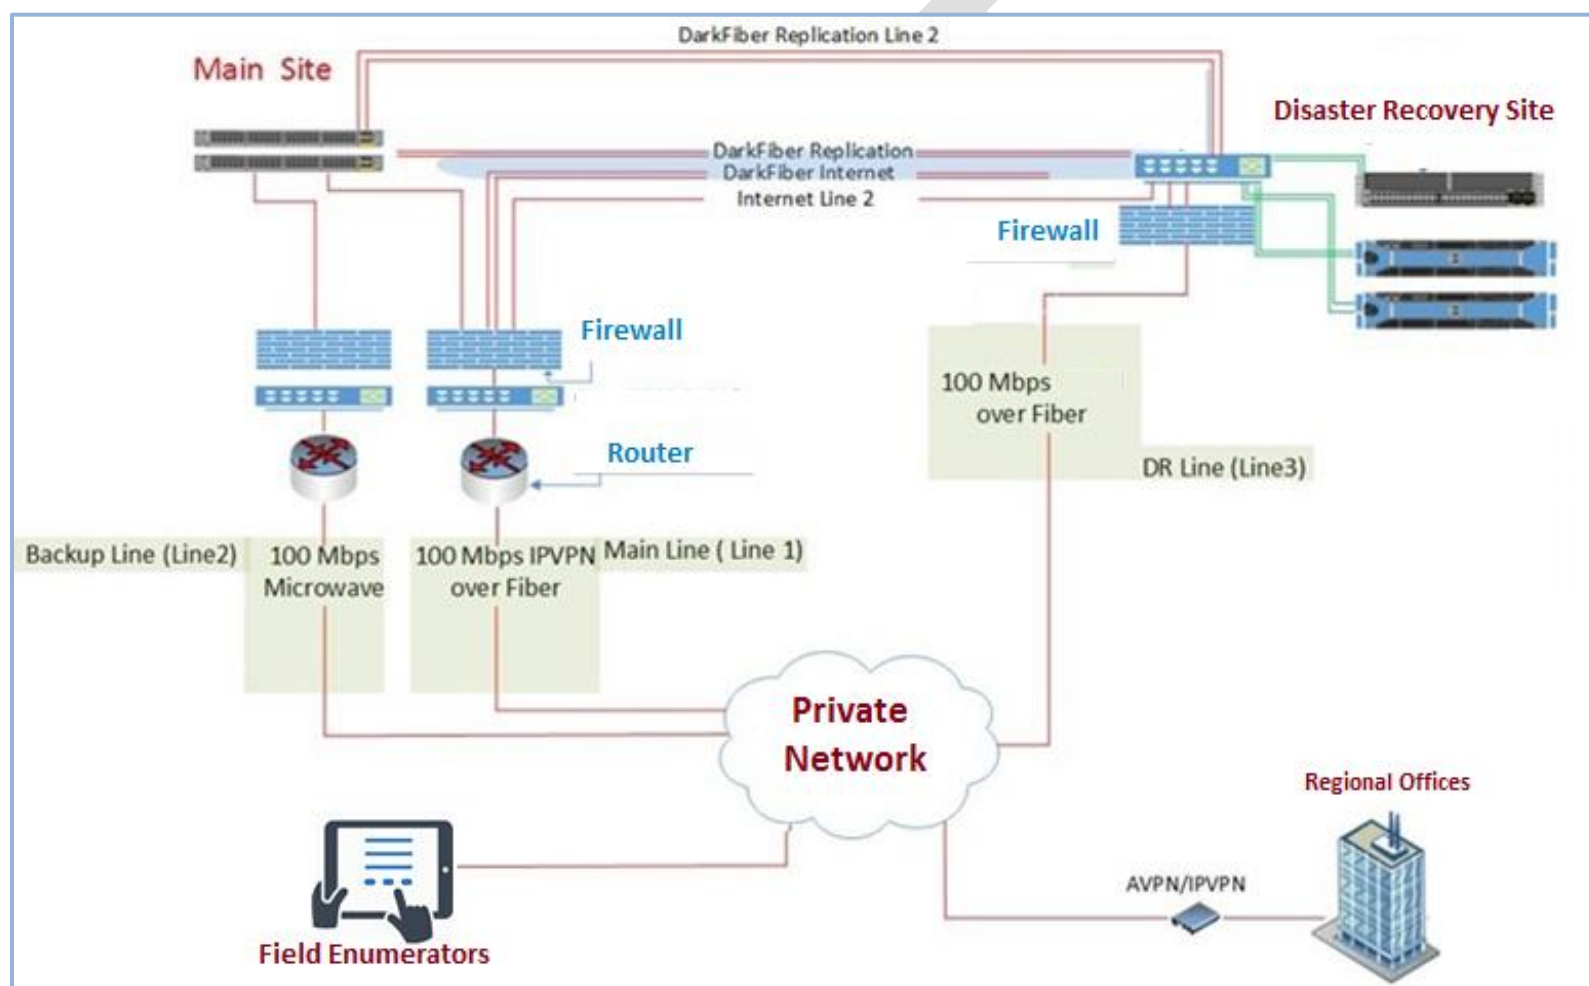 DarkFiber Replication Line 2
Main Site
Disaster Recovery Site
DarkFiber Replication
DarkFiber Internet
Internet Line 2
Firewall
Firewall
100 Mbps
over Fiber
Router
DR Line (Line3)
Backup Line (Line2)
100 Mbps
Microwave
100 Mbps IPVPN
over Fiber
Main Line ( Line 1)
Private
Network
Regional Offices
AVPN/IPVPN
Field Enumerators